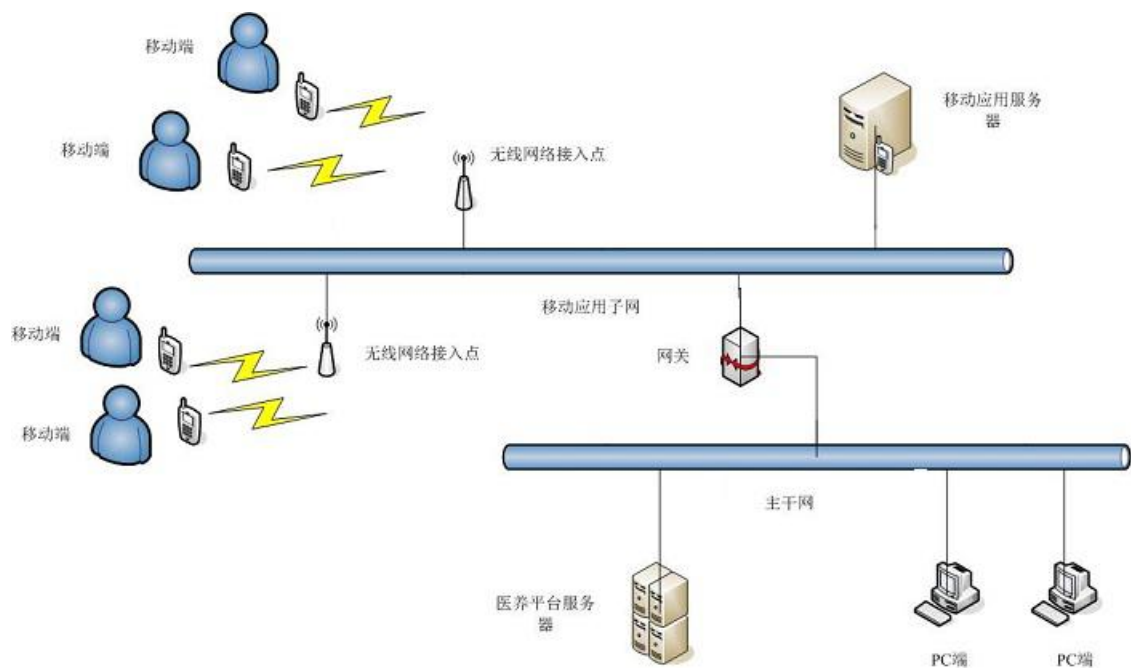 移动端
移动应用服务
器
移动端
无线网络接入点
移动应用子网
移动端
无线网络接入点
网关
移动端
主干网
医养平台服务
器
PC端
PC端